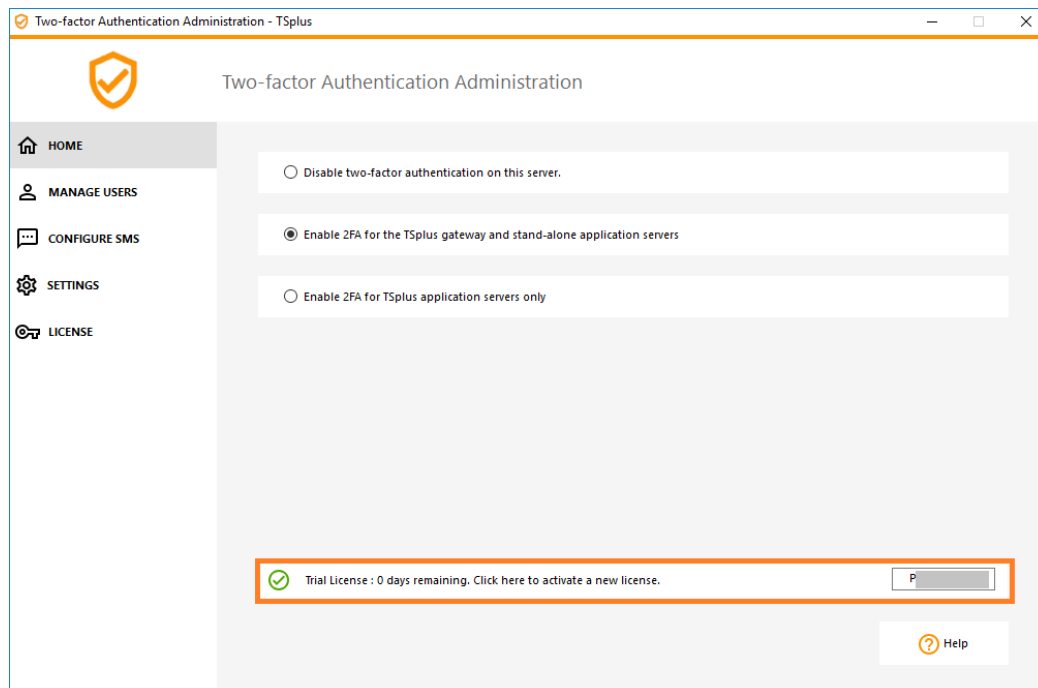 Two-factor Authentication Administration - TSplus
Two-factor Authentication Administration
HOME
MANAGE USERS
CONFIGURE SMS
SETTINGS
LICENSE
Disable two-factor authentication on this server.
Enable 2FA for the TSplus gateway and stand-alone application servers
Enable 2FA for TSplus application servers only
Trial License : 0 days remaining. Click here to activate a new license.
P
Help